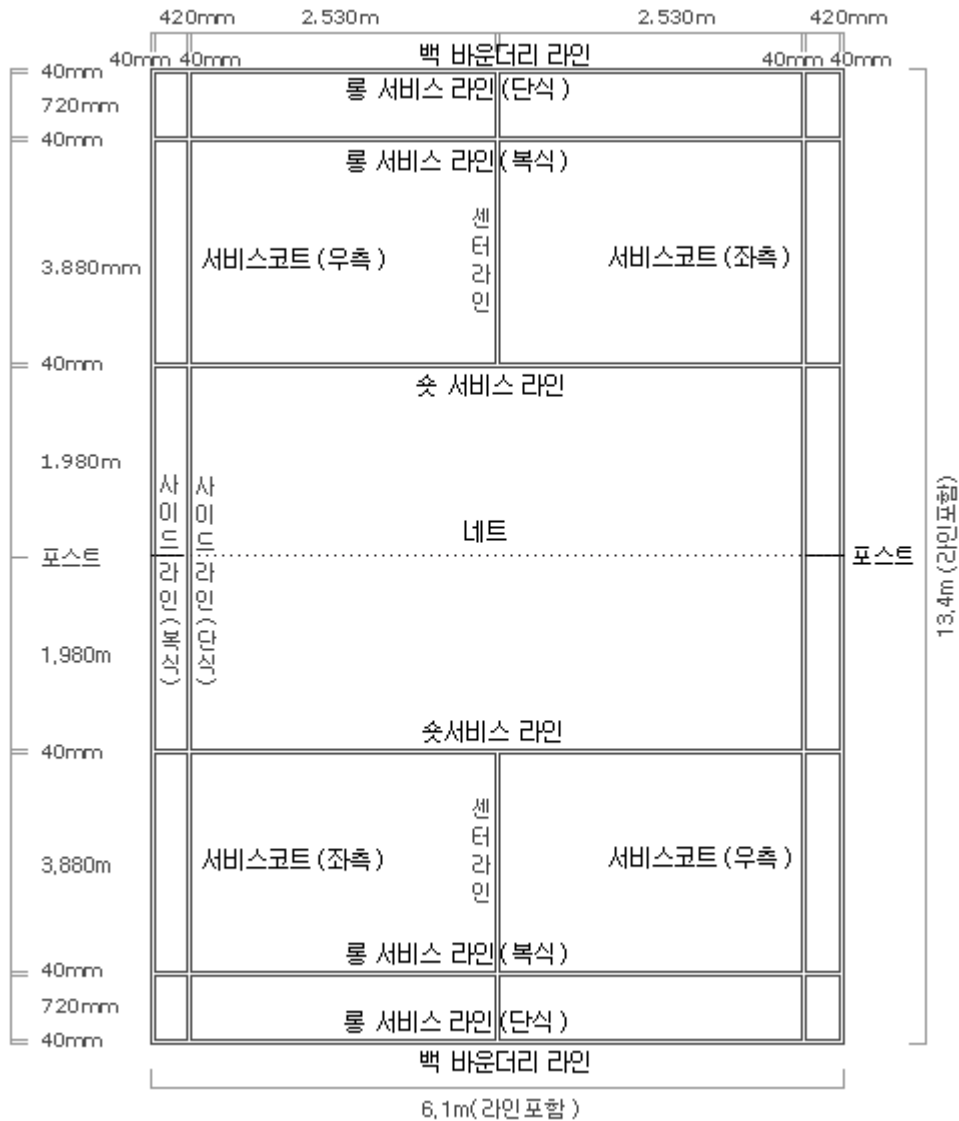 420mm 2.530m 2.530m 420mm
40mm 40mm 백 바운더리 라인 40mm 40mm
40mm 롱 서비스 라인(단식)
720mm
40mm
롱 서비스 라인(복식)
센터라인
3.880mm 서비스코트(우측) 서비스코트(좌측)
40mm
숏 서비스 라인
1.980m
사이드라인(복식) 사이드라인(단식)
네트
포스트 포스트
13,4m(라인포함)
1,980m
숏서비스 라인
40mm
센터라인
3,880m 서비스코트(좌측) 서비스코트(우측)
롱 서비스 라인(복식)
40mm
720mm
롱 서비스 라인(단식)
40mm
백 바운더리 라인
6,1m(라인포함)